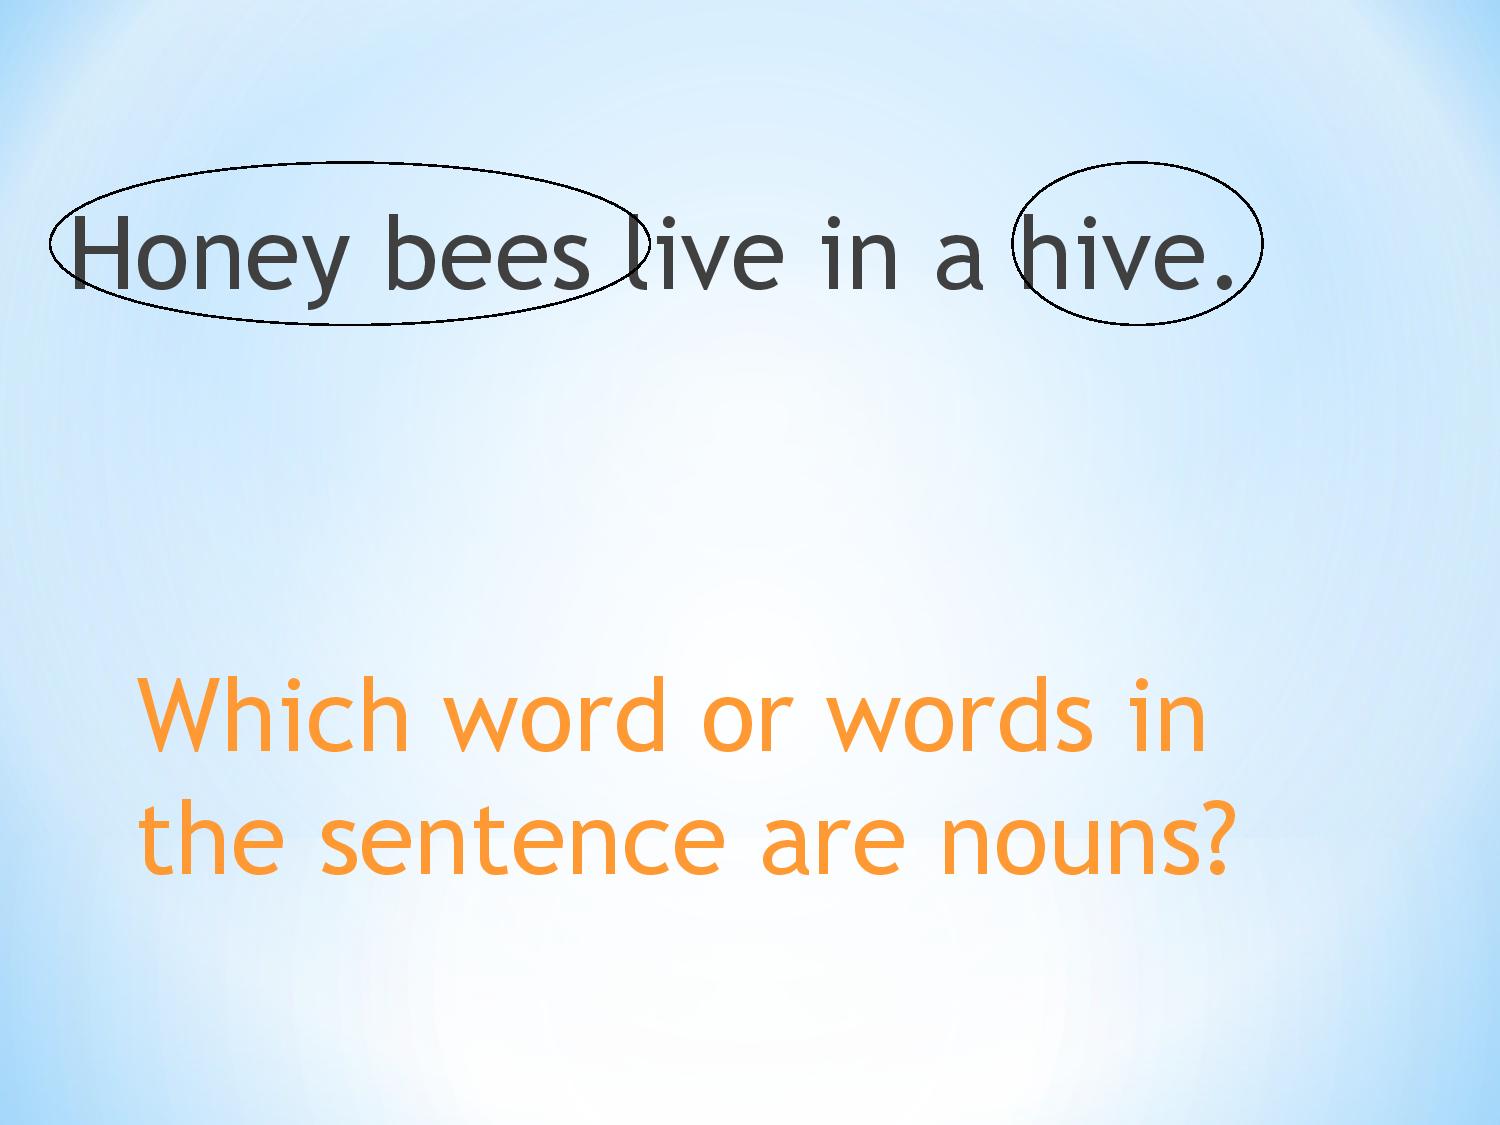 Honey bees live in a hive.
Which word or words in
the sentence are nouns?